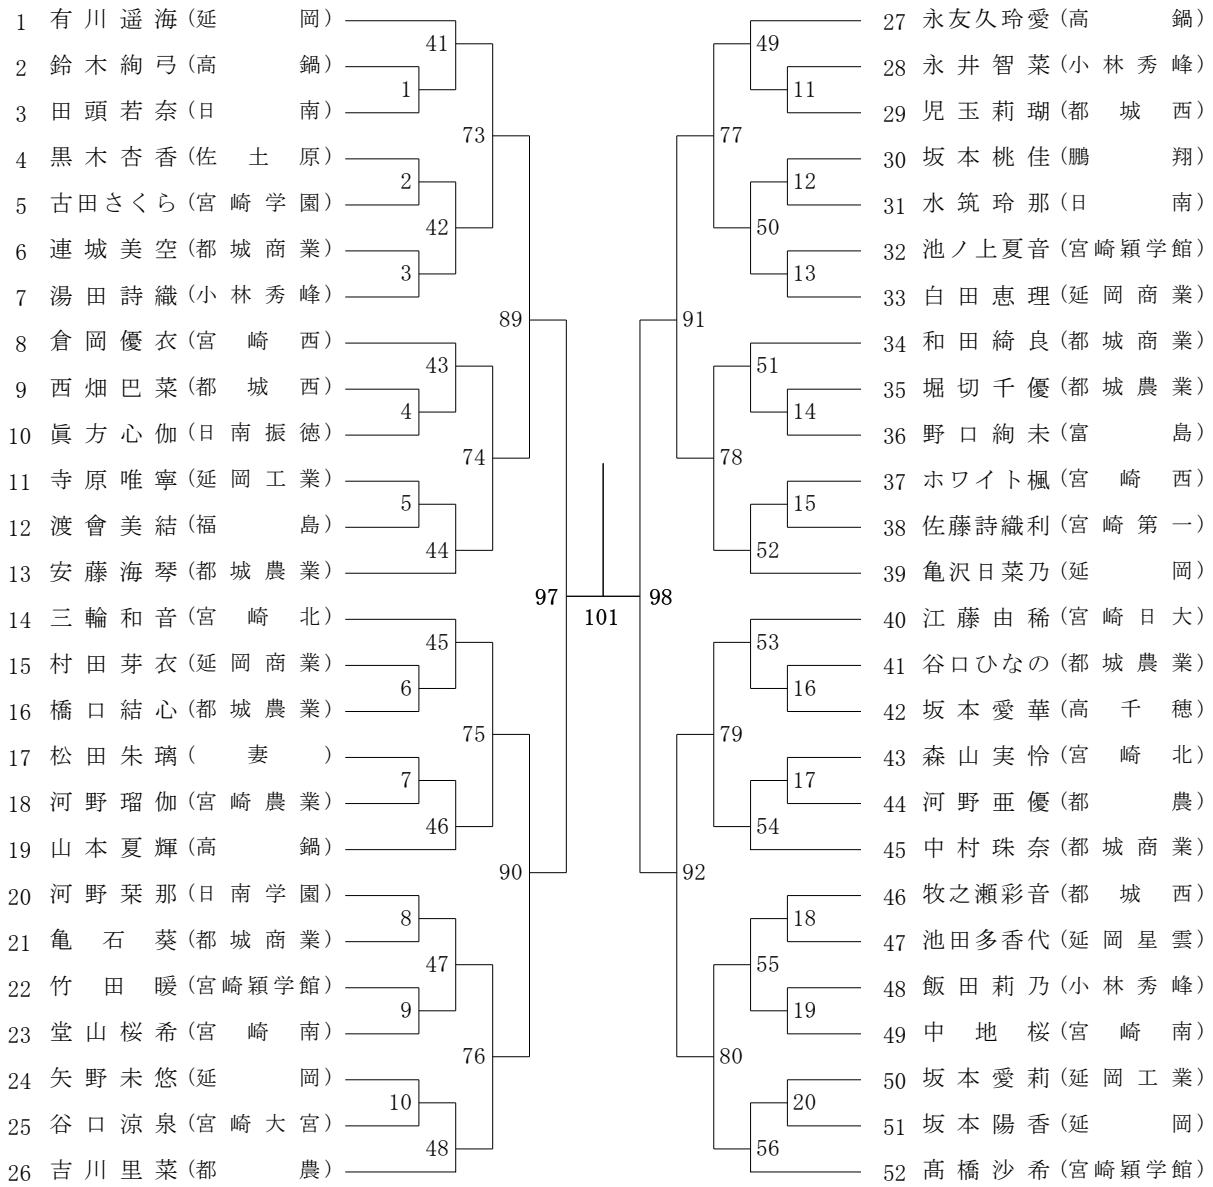 1 有川遥海(延岡)
2 鈴木絢弓(高鍋)
3 田頭若奈(日南)
4 黒木杏香(佐土原)
5 古田さくら(宮崎学園)
6 連城美空(都城商業)
7 湯田詩織(小林秀峰)
8 倉岡優衣(宮崎西)
9 西畑巴菜(都城西)
10 眞方心伽(日南振徳)
11 寺原唯寧(延岡工業)
12 渡會美結(福島)
13 安藤海琴(都城農業)
14 三輪和音(宮崎北)
15 村田芽衣(延岡商業)
16 橋口結心(都城農業)
17 松田朱璃(妻)
18 河野瑠伽(宮崎農業)
19 山本夏輝(高鍋)
20 河野栞那(日南学園)
21 亀石葵(都城商業)
22 竹田暖(宮崎穎学館)
23 堂山桜希(宮崎南)
24 矢野未悠(延岡)
25 谷口涼泉(宮崎大宮)
26 吉川里菜(都農)
41
1
73
2
42
3
89
43
4
74
5
44
97
45
6
75
7
46
90
8
47
9
76
10
48
101
98
49
11
77
12
50
13
91
51
14
78
15
52
53
16
79
17
54
92
18
55
19
80
20
56
27 永友久玲愛(高鍋)
28 永井智菜(小林秀峰)
29 児玉莉瑚(都城西)
30 坂本桃佳(鵬翔)
31 水筑玲那(日南)
32 池ノ上夏音(宮崎穎学館)
33 白田恵理(延岡商業)
34 和田綺良(都城商業)
35 堀切千優(都城農業)
36 野口絢未(富島)
37 ホワイト楓(宮崎西)
38 佐藤詩織利(宮崎第一)
39 亀沢日菜乃(延岡)
40 江藤由稀(宮崎日大)
41 谷口ひなの(都城農業)
42 坂本愛華(高千穂)
43 森山実怜(宮崎北)
44 河野亜優(都農)
45 中村珠奈(都城商業)
46 牧之瀬彩音(都城西)
47 池田多香代(延岡星雲)
48 飯田莉乃(小林秀峰)
49 中地桜(宮崎南)
50 坂本愛莉(延岡工業)
51 坂本陽香(延岡)
52 髙橋沙希(宮崎穎学館)